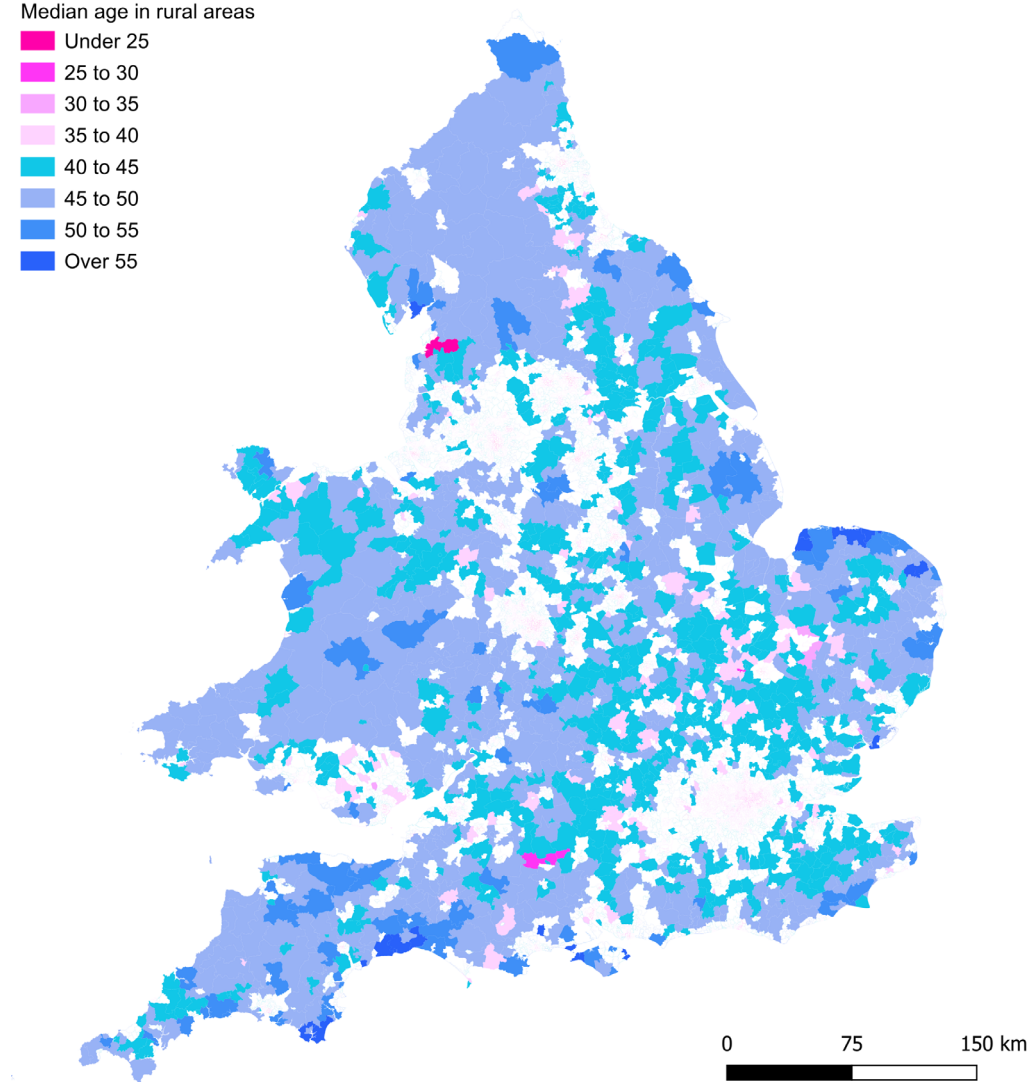 Median age in rural areas
Under 25
25 to 30
30 to 35
35 to 40
40 to 45
45 to 50
50 to 55
Over 55
0 75 150 km